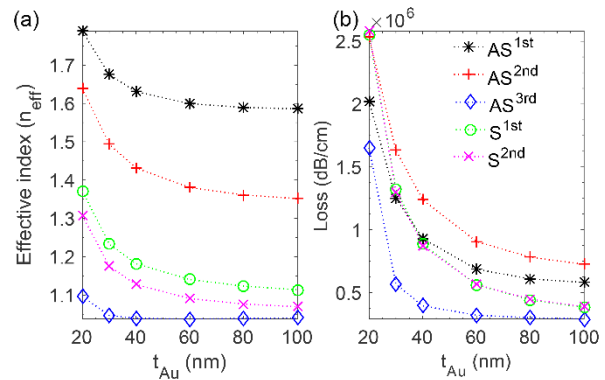 (a)
Effective index (n_eff)
1.7
1.6
1.5
1.4
1.3
1.2
1.1
20 40 60 80 100
t_Au (nm)
(b)
× 10^6
Loss (dB/cm)
2.5
2
1.5
1
0.5
20 40 60 80 100
t_Au (nm)
AS^1st
AS^2nd
AS^3rd
S^1st
S^2nd